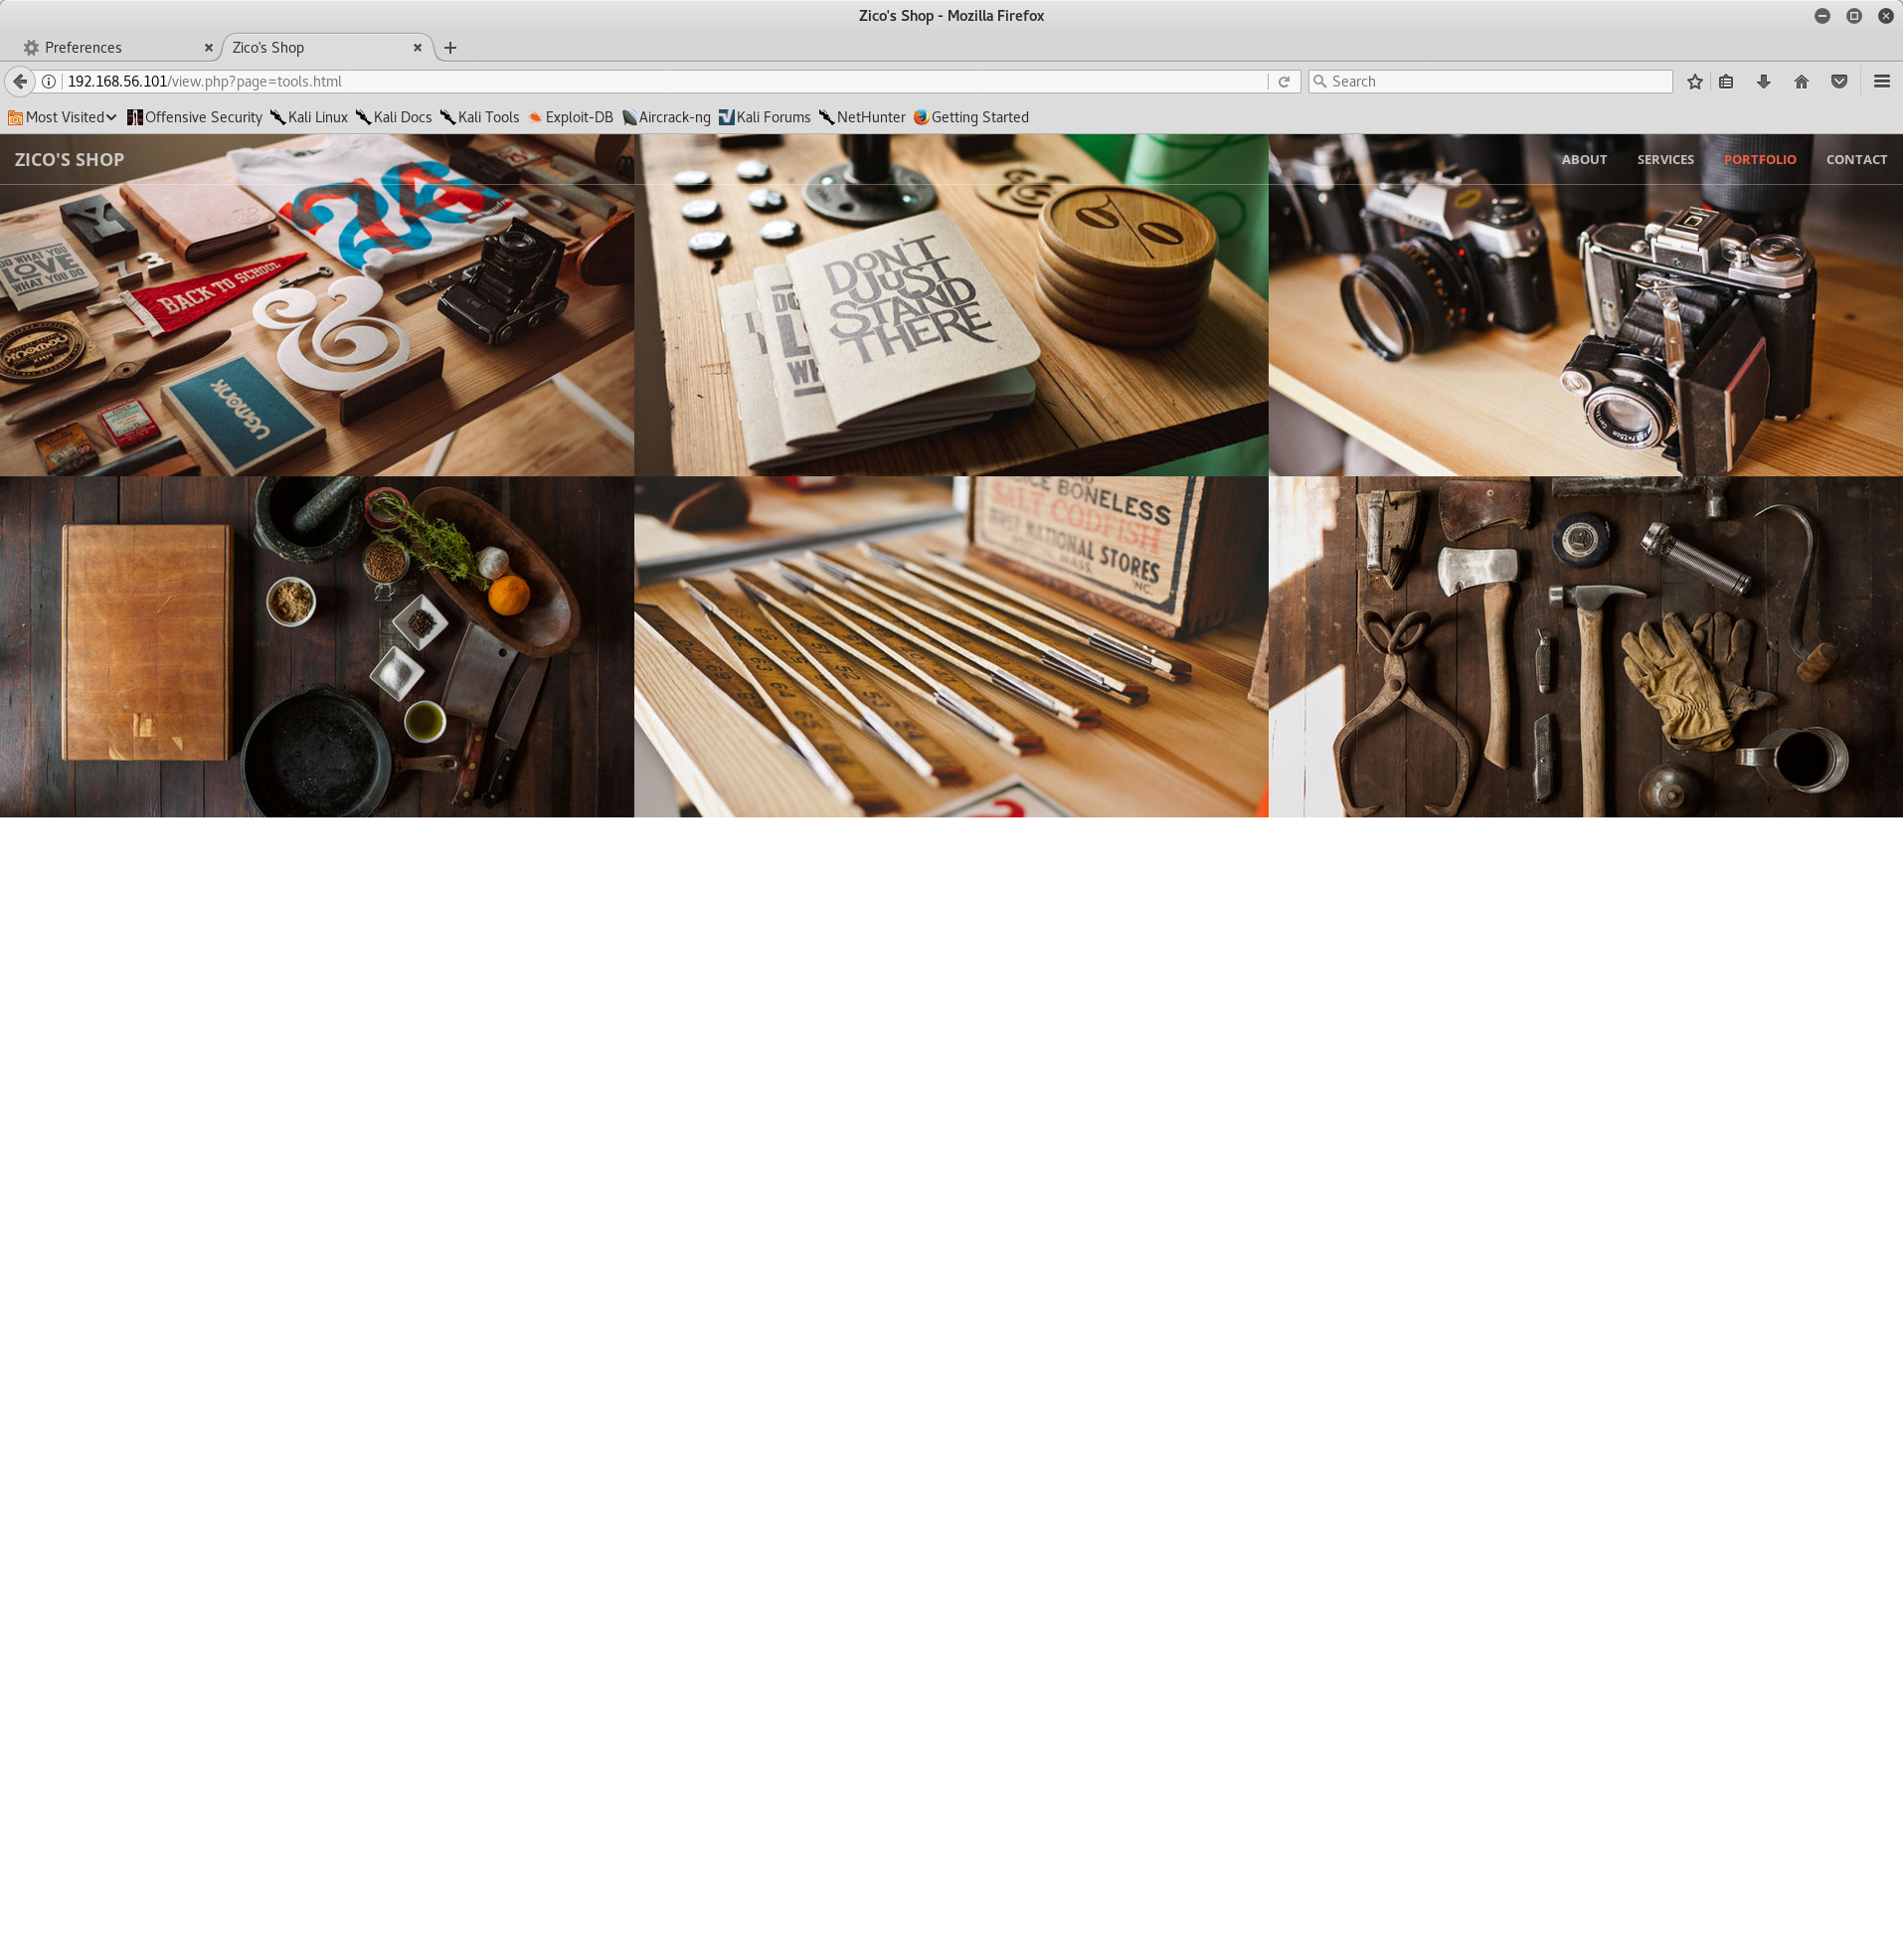 Zico's Shop - Mozilla Firefox
Preferences
Zico's Shop
192.168.56.101/view.php?page=tools.html
Search
Most Visited Offensive Security Kali Linux Kali Docs Kali Tools Exploit-DB Aircrack-ng Kali Forums NetHunter Getting Started
ZICO'S SHOP
ABOUT SERVICES PORTFOLIO CONTACT
Y
DO WHAT YOU
LOVE
WHAT YOU DO
BACK TO SCHOOL
&
UGMONK
DON'T
JUST
STAND
THERE
&
%
BONELESS
SALT CODFISH
FIRST NATIONAL STORES
MASS.
INC.